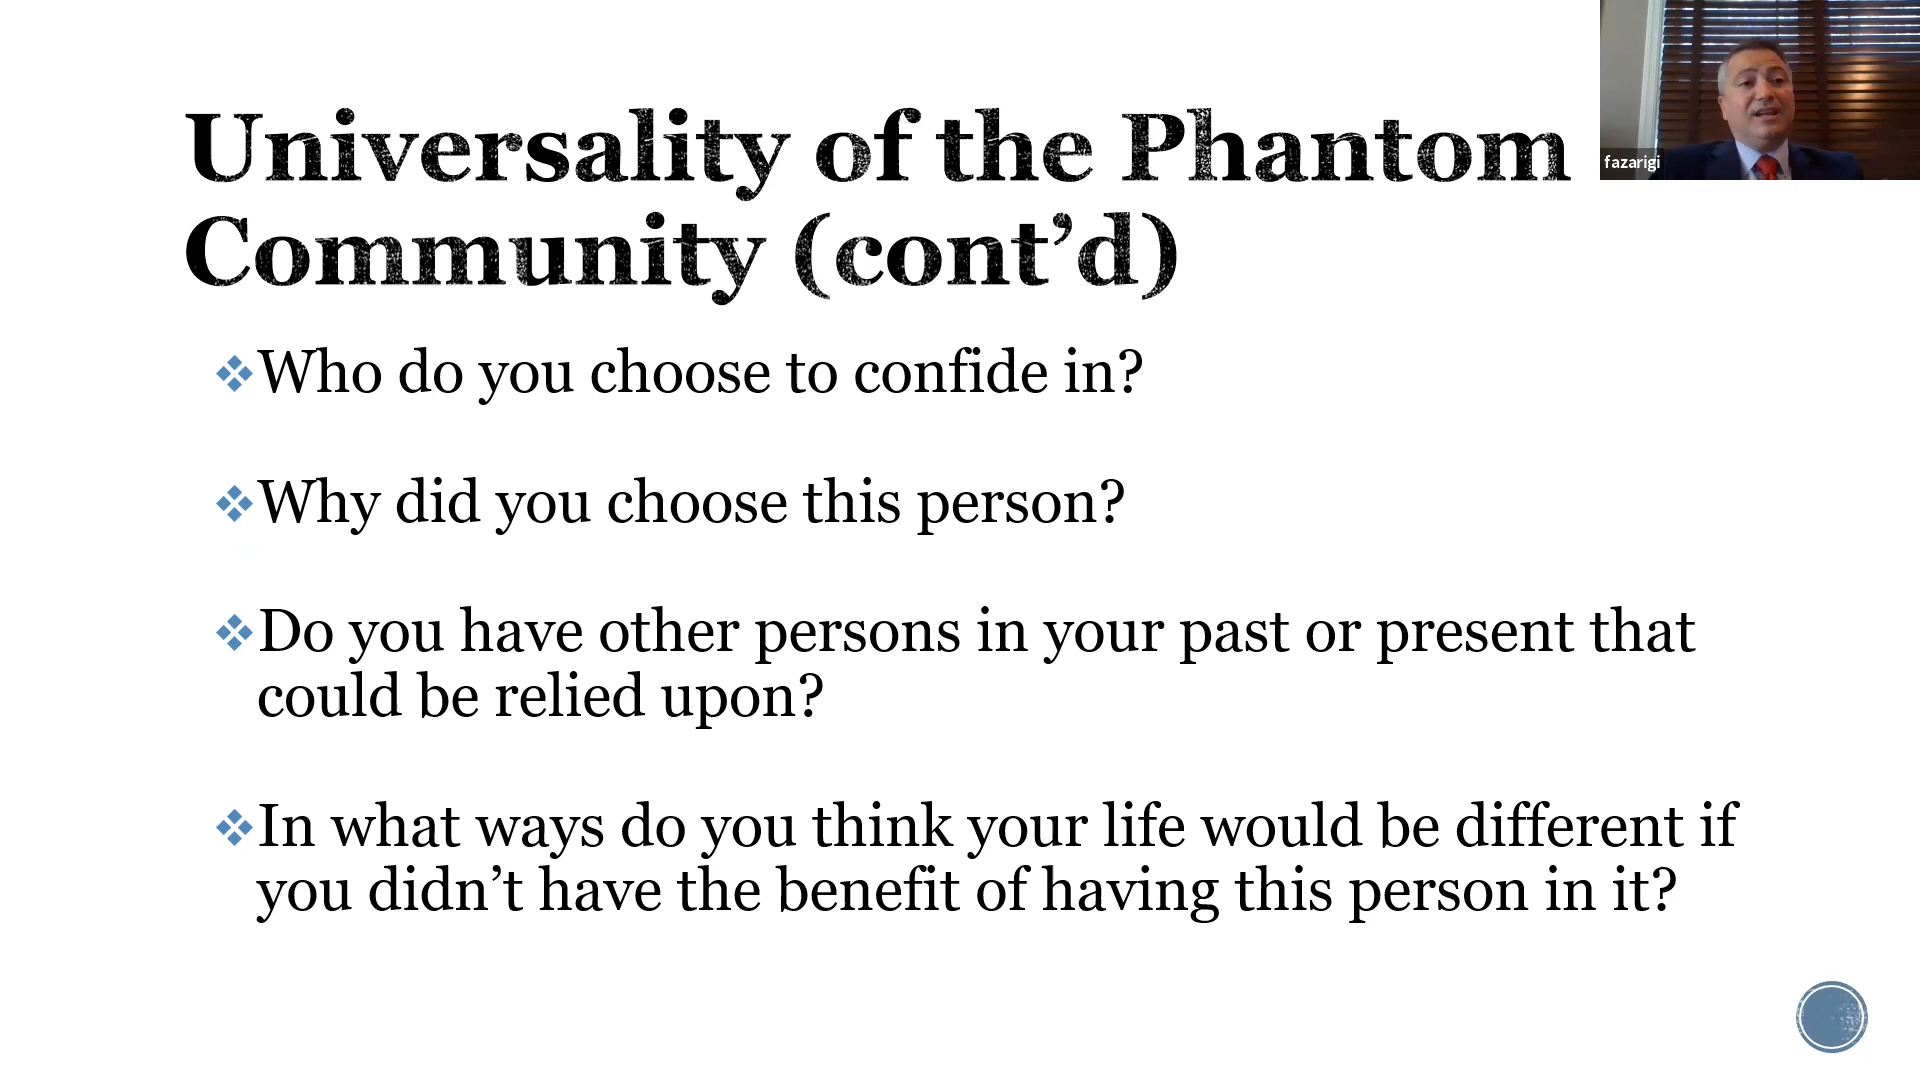 Universality of the Phantom
Community (cont’d)
fazarigi
Who do you choose to confide in?
Why did you choose this person?
Do you have other persons in your past or present that
could be relied upon?
In what ways do you think your life would be different if
you didn’t have the benefit of having this person in it?